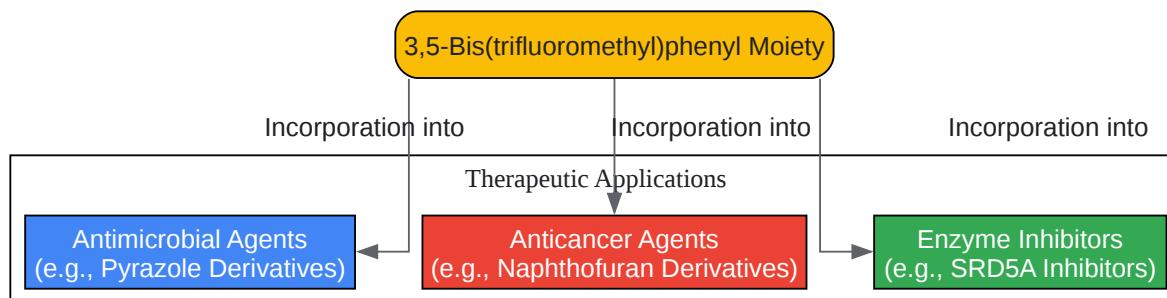 3,5-Bis(trifluoromethyl)phenyl Moiety
Incorporation into
Incorporation into
Incorporation into
Therapeutic Applications
Antimicrobial Agents
(e.g., Pyrazole Derivatives)
Anticancer Agents
(e.g., Naphthofuran Derivatives)
Enzyme Inhibitors
(e.g., SRD5A Inhibitors)